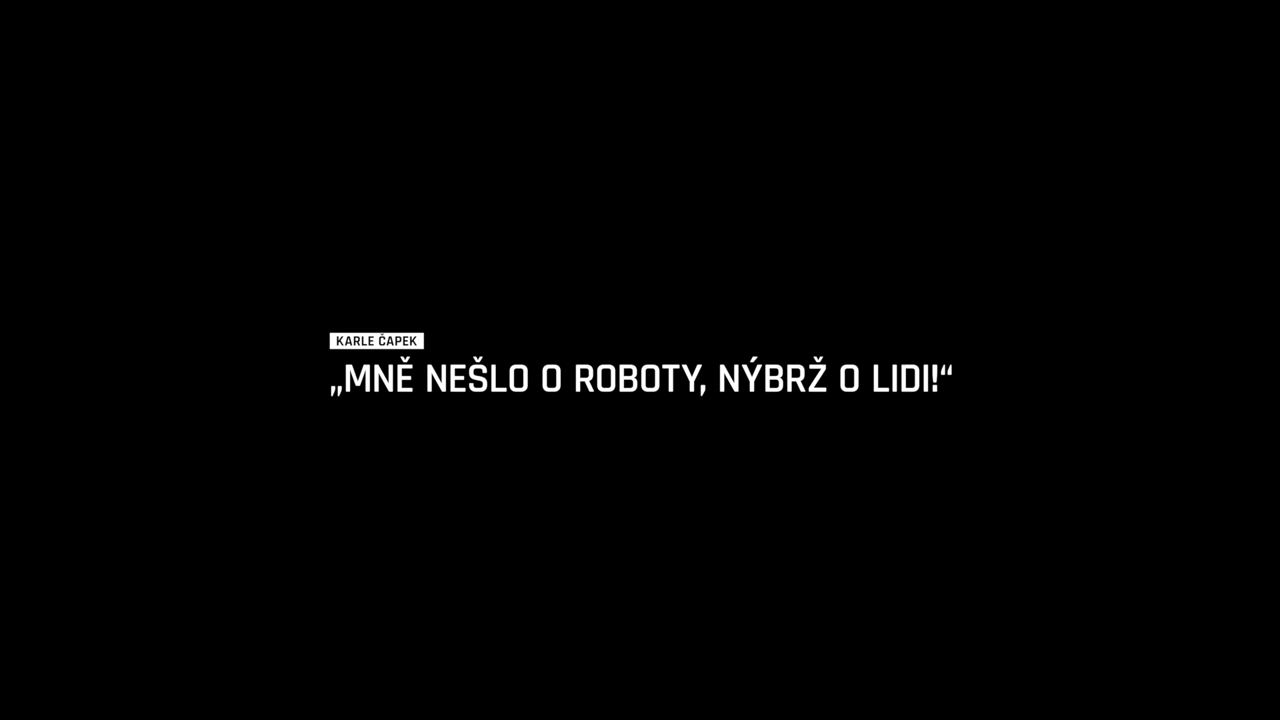 KARLE ČAPEK
„MNĚ NEŠLO O ROBOTY, NÝBRŽ O LIDI!“